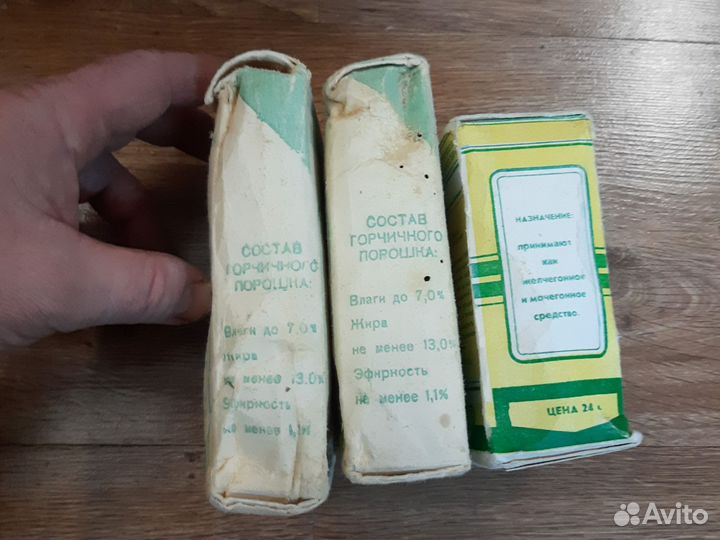 СОСТАВ
ГОРЧИЧНОГО
ПОРОШКА:
Влаги до 7,0%
Жира
не менее 13,0%
Эфирность
не менее 1,1%
СОСТАВ
ГОРЧИЧНОГО
ПОРОШКА:
Влаги до 7,0%
Жира
не менее 13,0%
Эфирность
не менее 1,1%
НАЗНАЧЕНИЕ:
принимают
как
желчегонное
и мочегонное
средство.
ЦЕНА 24 к.
Avito